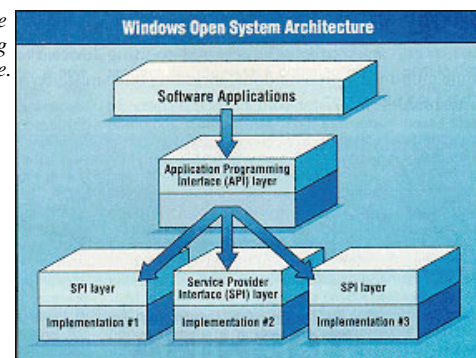 e
g
e.
Windows Open System Architecture
Software Applications
Application Programming
Interface (API) layer
SPI layer
Implementation #1
Service Provider
Interface (SPI) layer
Implementation #2
SPI layer
Implementation #3